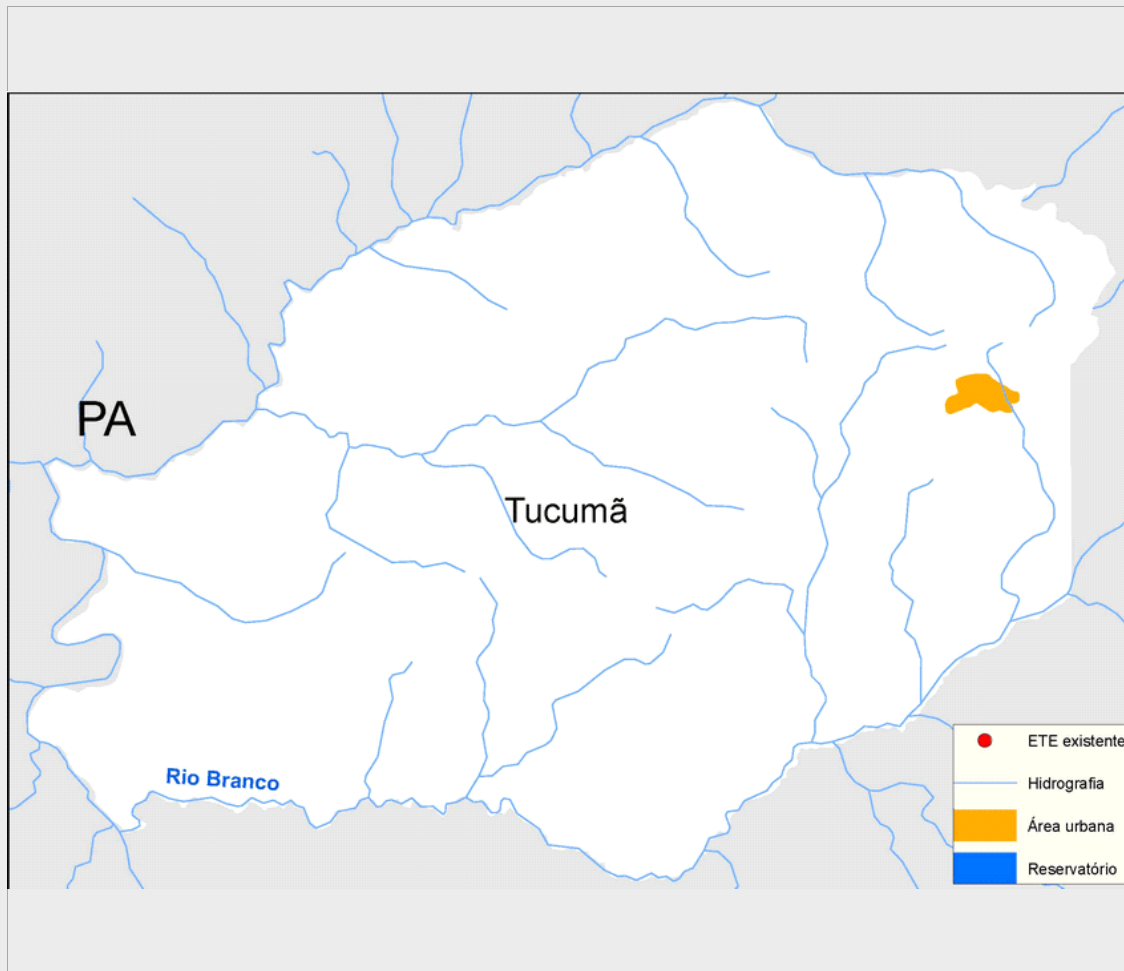 PA
Tucumã
Rio Branco
ETE existente
Hidrografia
Área urbana
Reservatório